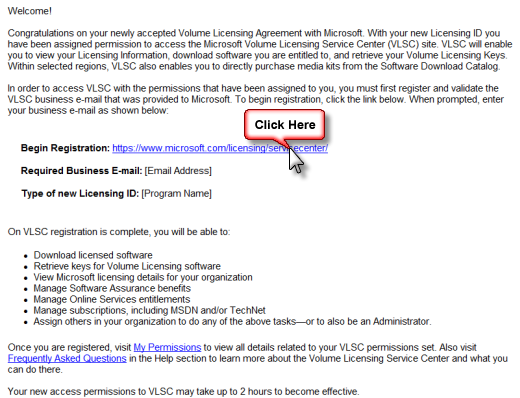 Welcome!
Congratulations on your newly accepted Volume Licensing Agreement with Microsoft. With your new Licensing ID you
have been assigned permission to access the Microsoft Volume Licensing Service Center (VLSC) site. VLSC will enable
you to view your Licensing Information, download software you are entitled to, and retrieve your Volume Licensing Keys.
Within selected regions, VLSC also enables you to directly purchase media kits from the Software Download Catalog.
In order to access VLSC with the permissions that have been assigned to you, you must first register and validate the
VLSC business e-mail that was provided to Microsoft. To begin registration, click the link below. When prompted, enter
your business e-mail as shown below:
Click Here
Begin Registration: https://www.microsoft.com/licensing/servicecenter/
Required Business E-mail: [Email Address]
Type of new Licensing ID: [Program Name]
On VLSC registration is complete, you will be able to:
• Download licensed software
• Retrieve keys for Volume Licensing software
• View Microsoft licensing details for your organization
• Manage Software Assurance benefits
• Manage Online Services entitlements
• Manage subscriptions, including MSDN and/or TechNet
• Assign others in your organization to do any of the above tasks—or to also be an Administrator.
Once you are registered, visit My Permissions to view all details related to your VLSC permissions set. Also visit
Frequently Asked Questions in the Help section to learn more about the Volume Licensing Service Center and what you
can do there.
Your new access permissions to VLSC may take up to 2 hours to become effective.